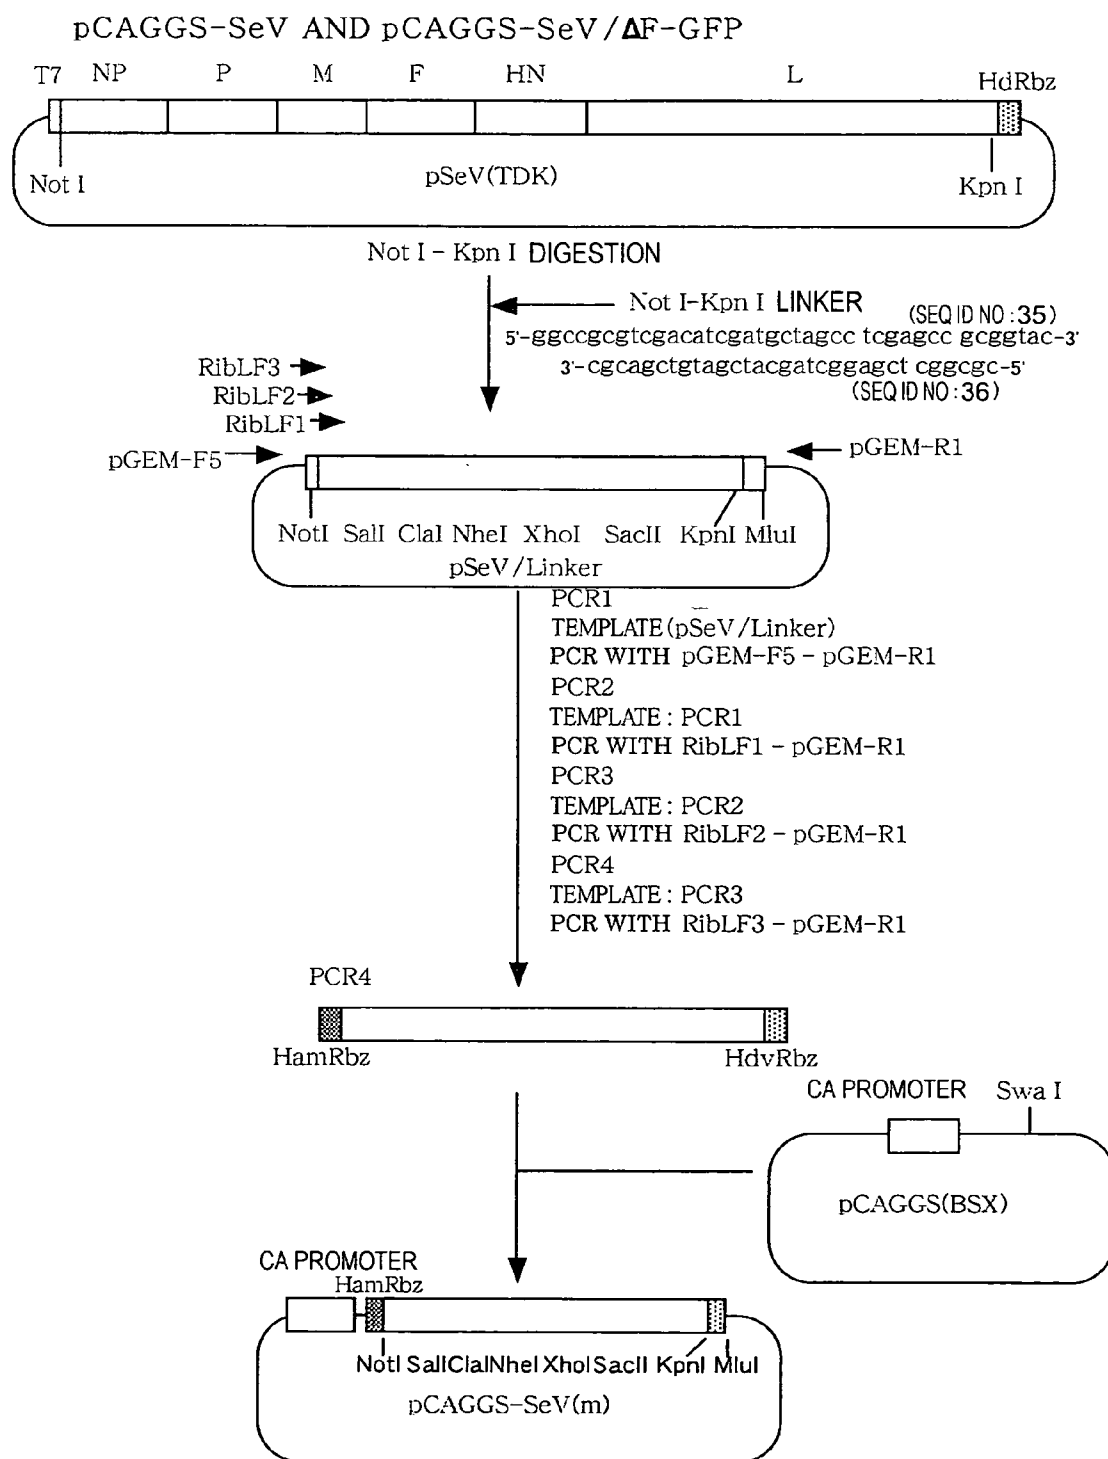 pCAGGS-SeV AND pCAGGS-SeV/ΔF-GFP
T7 NP P M F HN L HdRbz
Not I pSeV(TDK) Kpn I
Not I - Kpn I DIGESTION
Not I-Kpn I LINKER
(SEQ ID NO:35)
5'-ggccgcgtcgacatcgatgctagcc tcgagcc gcggtac-3'
3'-cgcagctgtagctacgatcggagct cggcgc-5'
(SEQ ID NO:36)
RibLF3
RibLF2
RibLF1
pGEM-F5 pGEM-R1
NotI SalI ClaI NheI XhoI SacII KpnI MluI
pSeV/Linker
PCR1
TEMPLATE(pSeV/Linker)
PCR WITH pGEM-F5 - pGEM-R1
PCR2
TEMPLATE: PCR1
PCR WITH RibLF1 - pGEM-R1
PCR3
TEMPLATE: PCR2
PCR WITH RibLF2 - pGEM-R1
PCR4
TEMPLATE: PCR3
PCR WITH RibLF3 - pGEM-R1
PCR4
HamRbz HdvRbz
CA PROMOTER Swa I
pCAGGS(BSX)
CA PROMOTER
HamRbz
NotI SalIClaINheI XhoISacII KpnI MluI
pCAGGS-SeV(m)